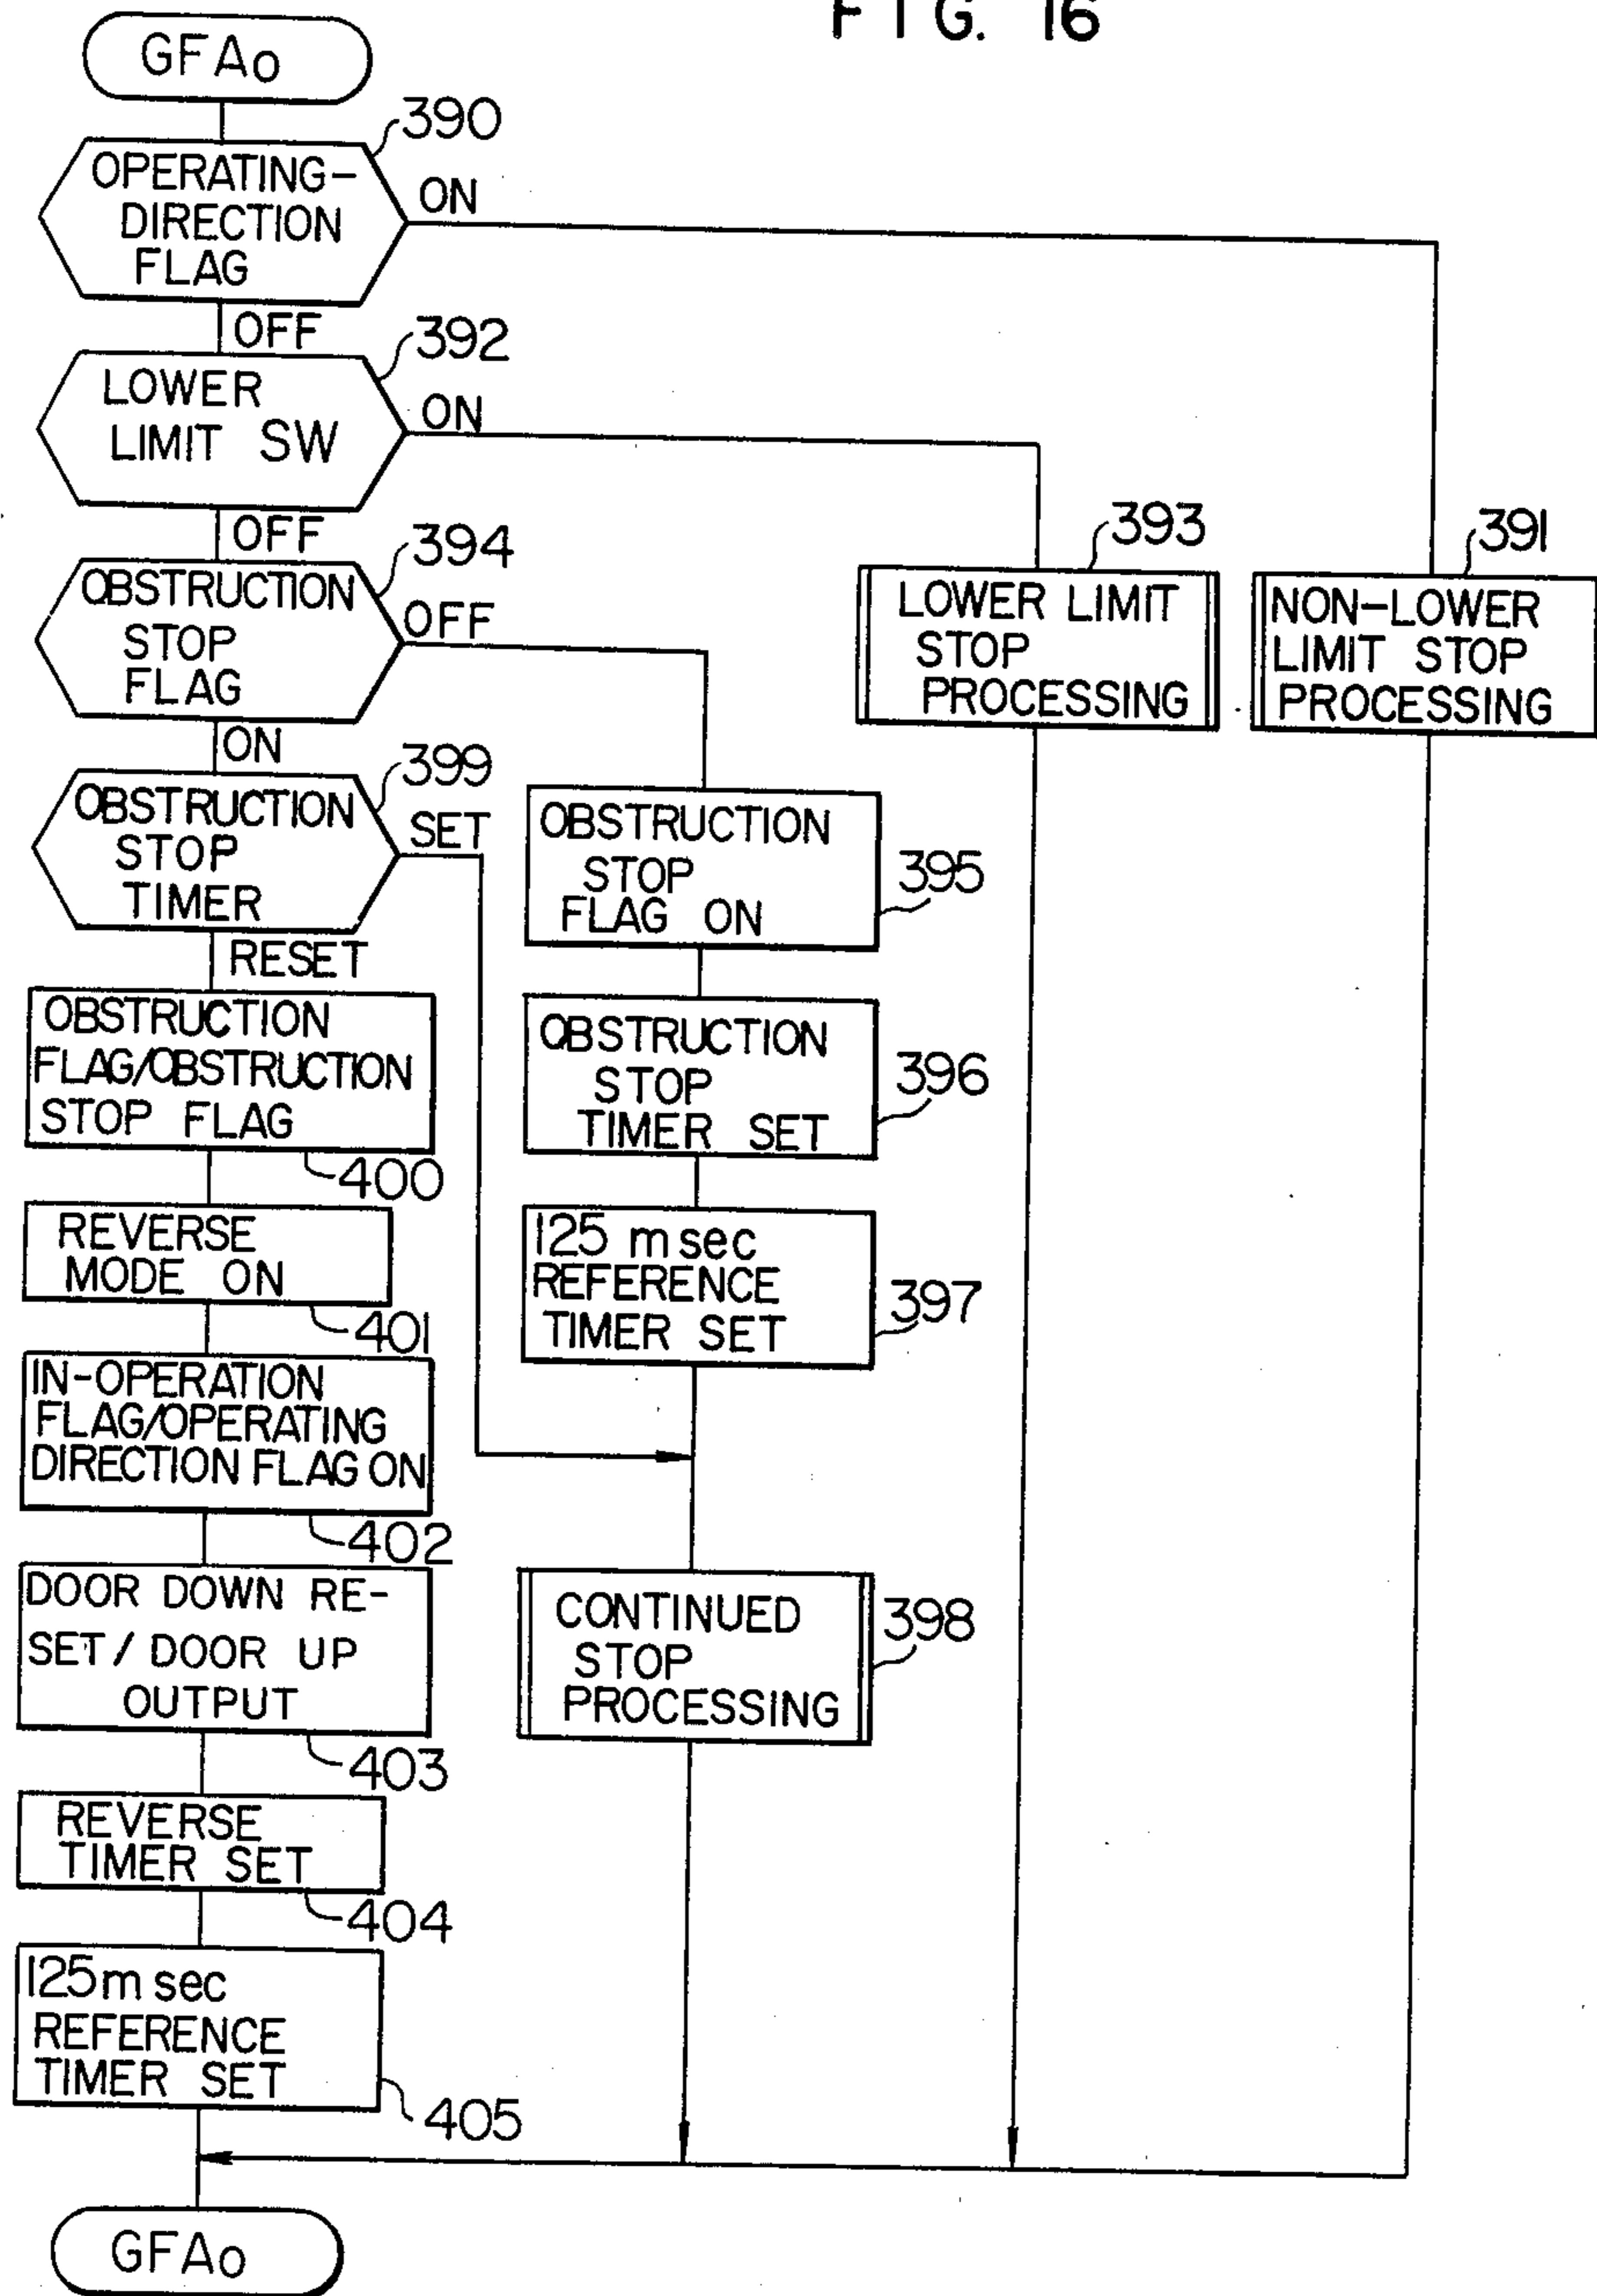 FIG. 16
GFAo
390
OPERATING-
DIRECTION
FLAG
ON
OFF
392
LOWER
LIMIT SW
ON
OFF
394
OBSTRUCTION
STOP
FLAG
OFF
ON
393
LOWER LIMIT
STOP
PROCESSING
391
NON-LOWER
LIMIT STOP
PROCESSING
399
OBSTRUCTION
STOP
TIMER
SET
RESET
OBSTRUCTION
STOP
FLAG ON
395
OBSTRUCTION
STOP
TIMER SET
396
125 msec
REFERENCE
TIMER SET
397
CONTINUED
STOP
PROCESSING
398
OBSTRUCTION
FLAG/OBSTRUCTION
STOP FLAG
400
REVERSE
MODE ON
401
IN-OPERATION
FLAG/OPERATING
DIRECTION FLAG ON
402
DOOR DOWN RE-
SET/DOOR UP
OUTPUT
403
REVERSE
TIMER SET
404
125 msec
REFERENCE
TIMER SET
405
GFAo